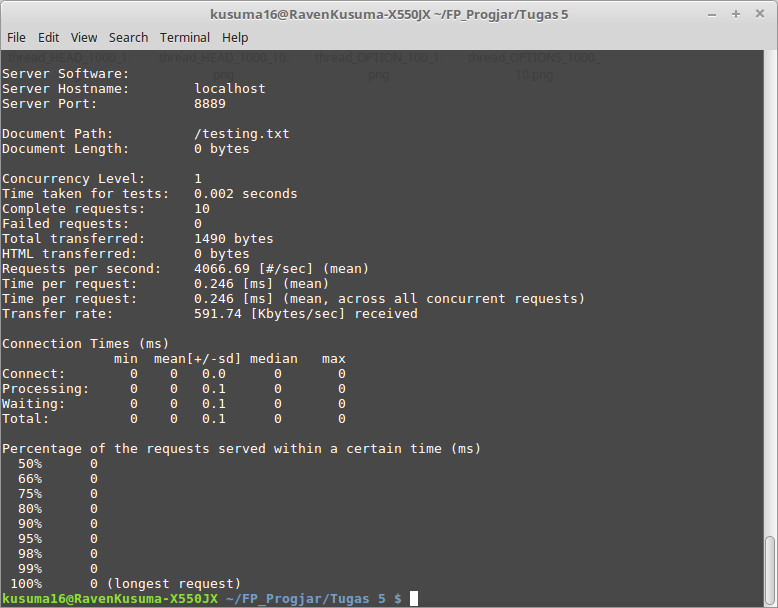 kusuma16@RavenKusuma-X550JX ~/FP_Progjar/Tugas 5
File Edit View Search Terminal Help
thread_HEAD_1000_1. thread_HEAD_1000_10. thread_OPTION_100_1. thread_OPTIONS_1000_
png png 10.png
Server Software:
Server Hostname:        localhost
Server Port:            8889
Document Path:          /testing.txt
Document Length:        0 bytes
Concurrency Level:      1
Time taken for tests:   0.002 seconds
Complete requests:      10
Failed requests:        0
Total transferred:      1490 bytes
HTML transferred:       0 bytes
Requests per second:    4066.69 [#/sec] (mean)
Time per request:       0.246 [ms] (mean)
Time per request:       0.246 [ms] (mean, across all concurrent requests)
Transfer rate:          591.74 [Kbytes/sec] received
Connection Times (ms)
              min  mean[+/-sd] median   max
Connect:        0    0   0.0      0       0
Processing:     0    0   0.1      0       0
Waiting:        0    0   0.1      0       0
Total:          0    0   0.1      0       0
Percentage of the requests served within a certain time (ms)
  50%      0
  66%      0
  75%      0
  80%      0
  90%      0
  95%      0
  98%      0
  99%      0
 100%      0 (longest request)
kusuma16@RavenKusuma-X550JX ~/FP_Progjar/Tugas 5 $